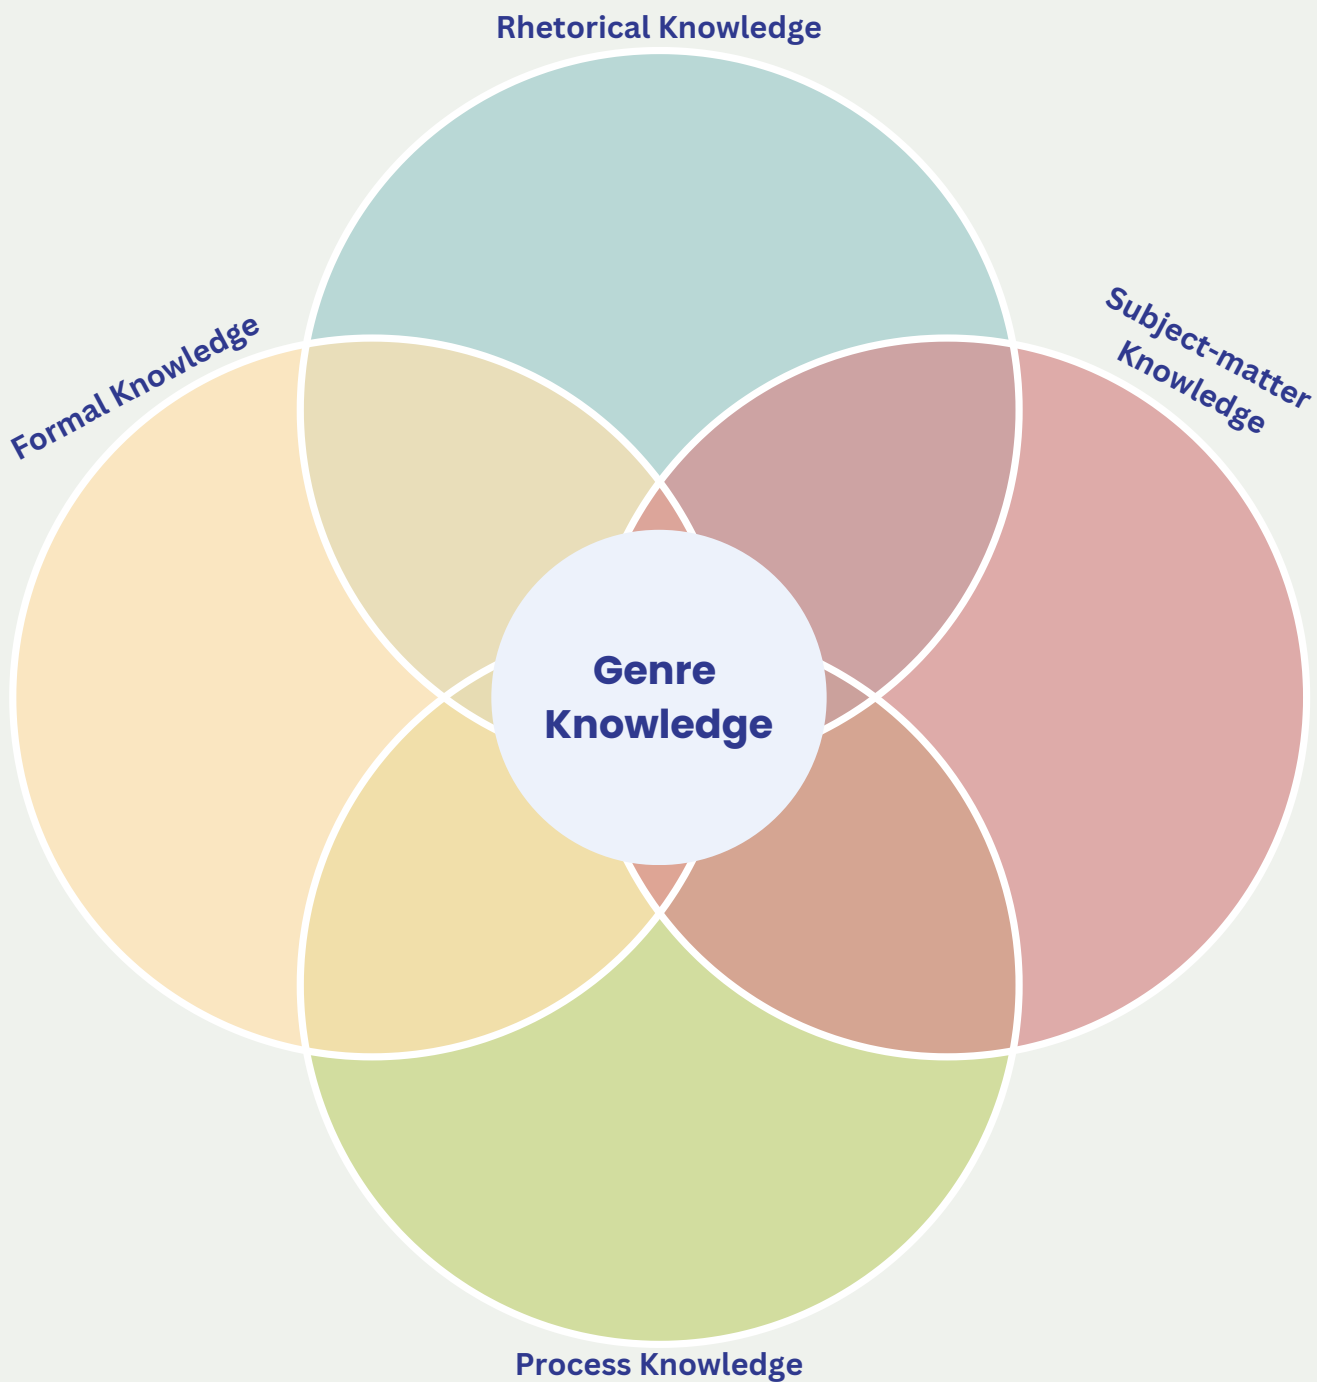 Rhetorical Knowledge
Formal Knowledge
Subject-matter
Knowledge
Genre
Knowledge
Process Knowledge